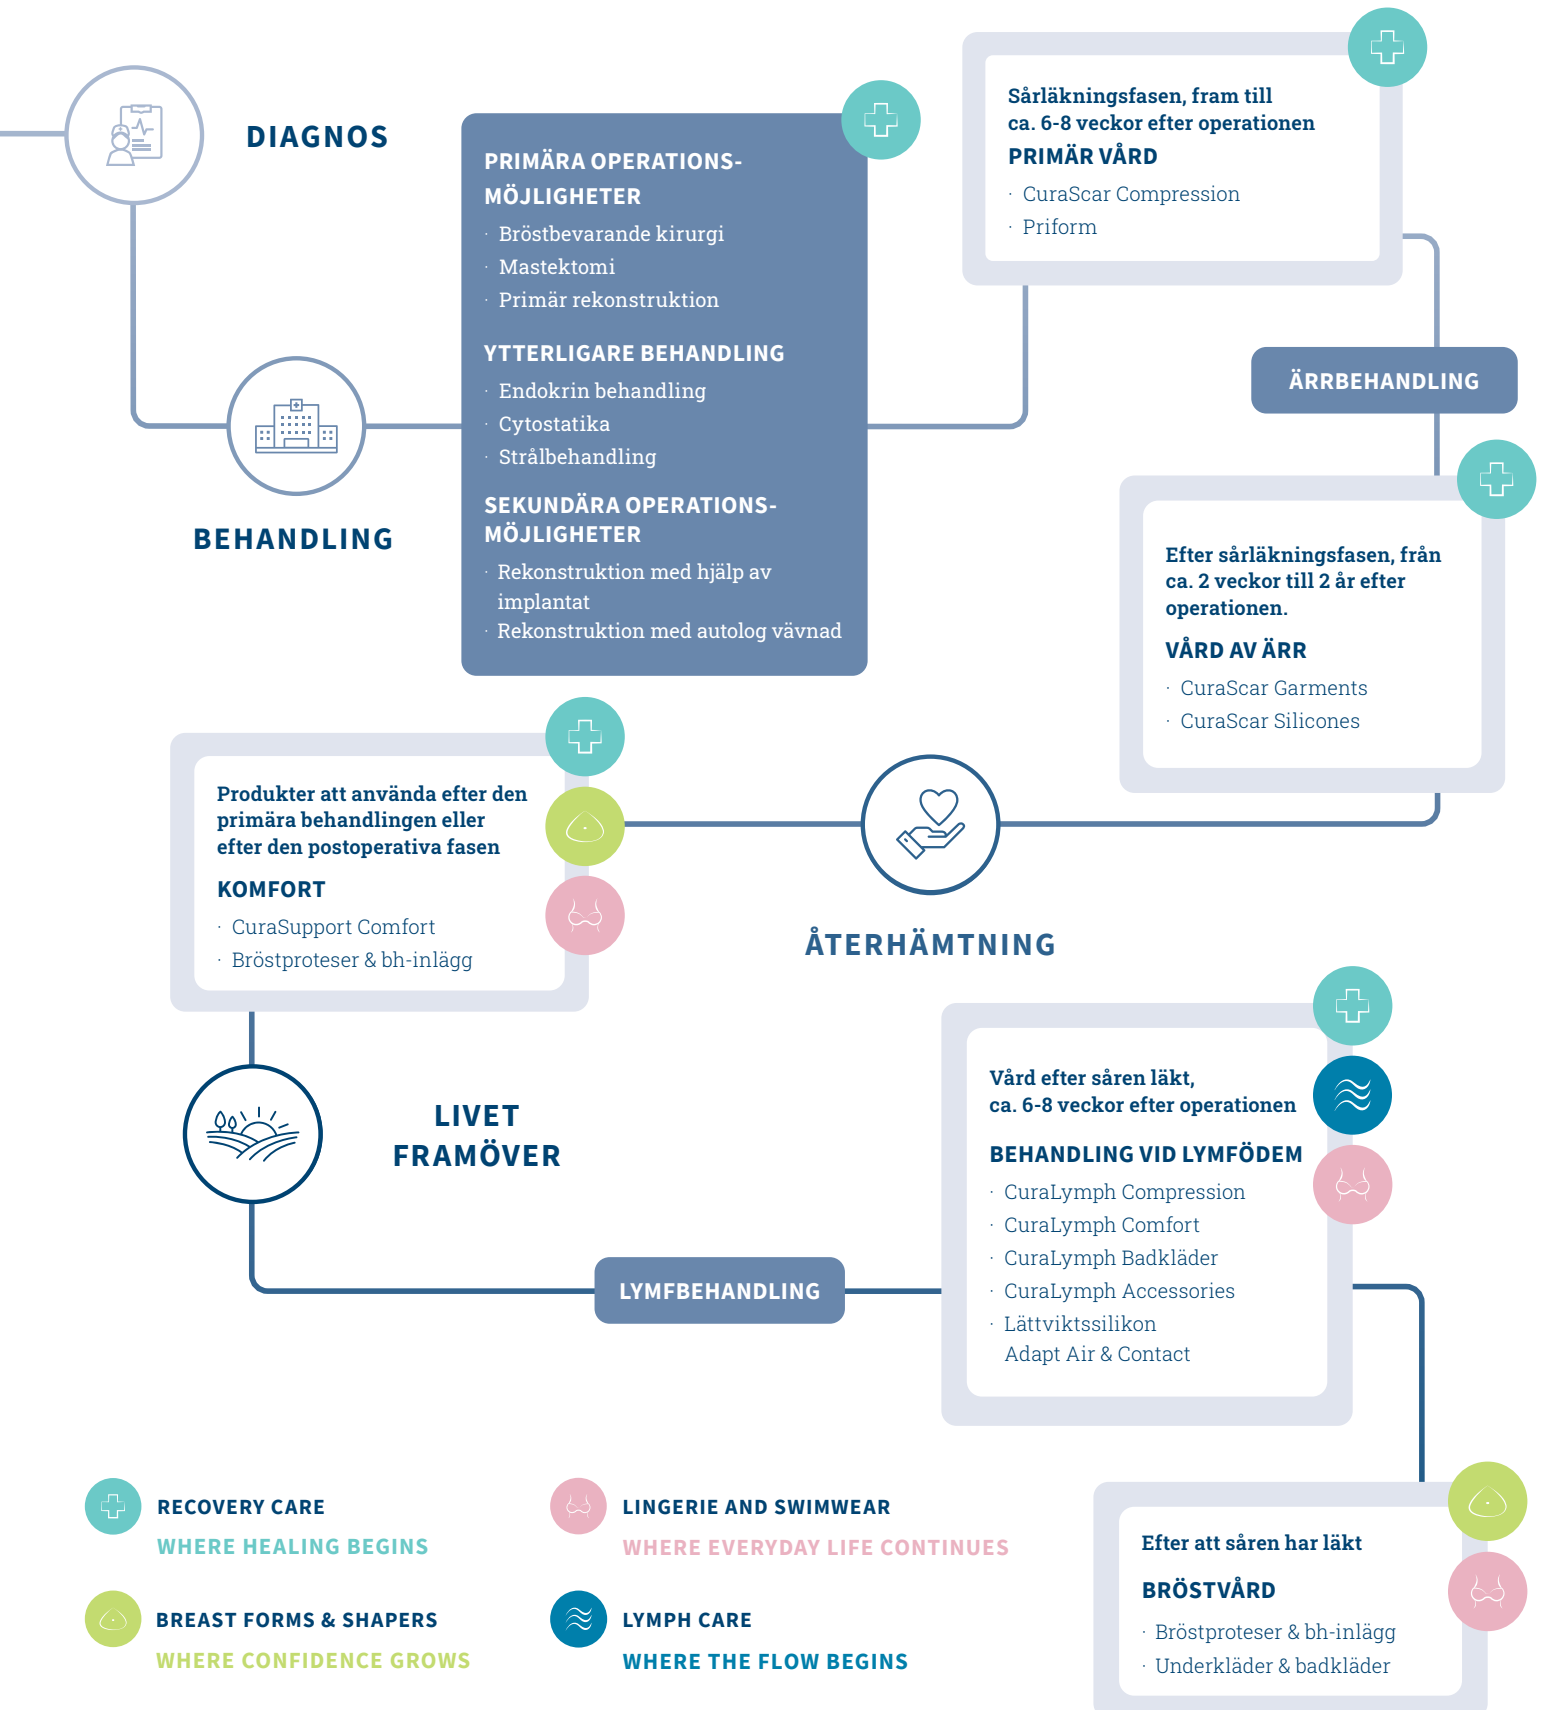 DIAGNOS
BEHANDLING
PRIMÄRA OPERATIONS-
MÖJLIGHETER
· Bröstbevarande kirurgi
· Mastektomi
· Primär rekonstruktion
YTTERLIGARE BEHANDLING
· Endokrin behandling
· Cytostatika
· Strålbehandling
SEKUNDÄRA OPERATIONS-
MÖJLIGHETER
· Rekonstruktion med hjälp av
implantat
· Rekonstruktion med autolog vävnad
Sårläkningsfasen, fram till
ca. 6-8 veckor efter operationen
PRIMÄR VÅRD
· CuraScar Compression
· Priform
ÄRRBEHANDLING
Efter sårläkningsfasen, från
ca. 2 veckor till 2 år efter
operationen.
VÅRD AV ÄRR
· CuraScar Garments
· CuraScar Silicones
ÅTERHÄMTNING
Produkter att använda efter den
primära behandlingen eller
efter den postoperativa fasen
KOMFORT
· CuraSupport Comfort
· Bröstproteser & bh-inlägg
LIVET
FRAMÖVER
LYMFBEHANDLING
Vård efter såren läkt,
ca. 6-8 veckor efter operationen
BEHANDLING VID LYMFÖDEM
· CuraLymph Compression
· CuraLymph Comfort
· CuraLymph Badkläder
· CuraLymph Accessories
· Lättviktssilikon
Adapt Air & Contact
Efter att såren har läkt
BRÖSTVÅRD
· Bröstproteser & bh-inlägg
· Underkläder & badkläder
RECOVERY CARE
WHERE HEALING BEGINS
BREAST FORMS & SHAPERS
WHERE CONFIDENCE GROWS
LINGERIE AND SWIMWEAR
WHERE EVERYDAY LIFE CONTINUES
LYMPH CARE
WHERE THE FLOW BEGINS